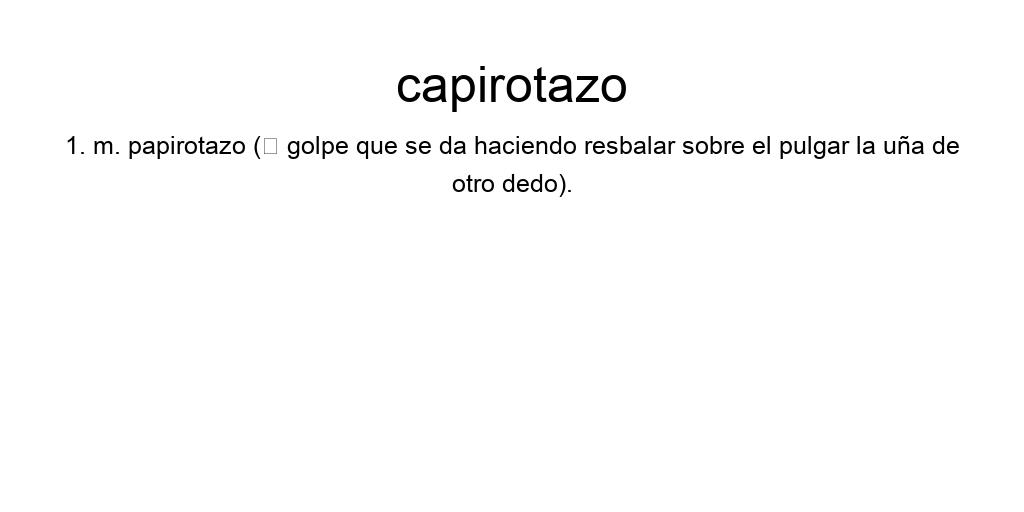 capirotazo
1. m. papirotazo (□ golpe que se da haciendo resbalar sobre el pulgar la uña de
otro dedo).